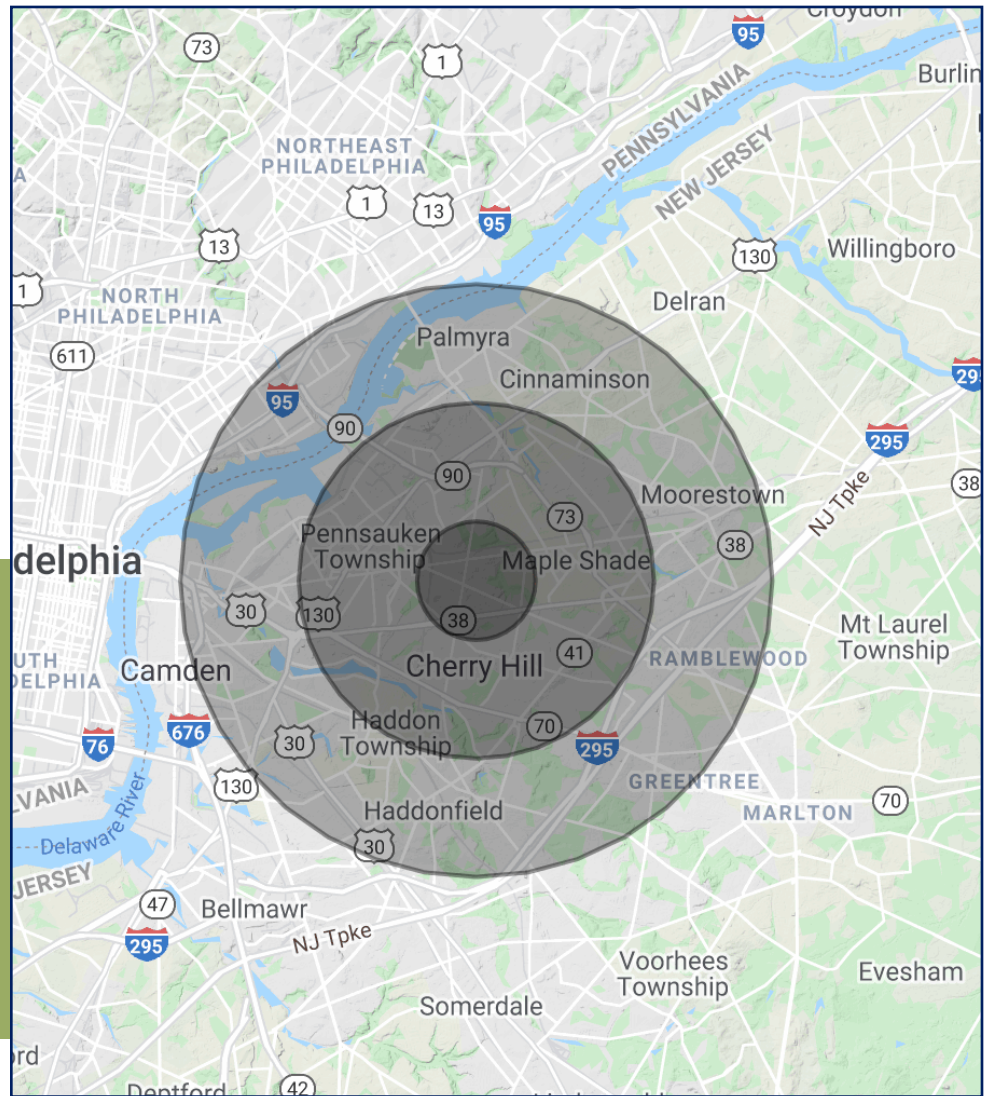 Croydon
73
95
1
Burlin
PENNSYLVANIA
NORTHEAST
PHILADELPHIA
NEW JERSEY
A
1
13
95
13
130
Willingboro
1
NORTH
PHILADELPHIA
Delran
Palmyra
611
Cinnaminson
295
95
90
295
90
Moorestown
38
NJ Tpke
73
Pennsauken
Township
38
delphia
Maple Shade
30
130
38
Mt Laurel
Township
41
UTH
DELPHIA
Camden
Cherry Hill
RAMBLEWOOD
Haddon
Township
70
676
76
30
295
130
GREENTREE
LVANIA
Haddonfield
MARLTON
70
Delaware River
30
JERSEY
47
Bellmawr
295
NJ Tpke
Voorhees
Township
Evesham
Somerdale
ord
Deptford
42